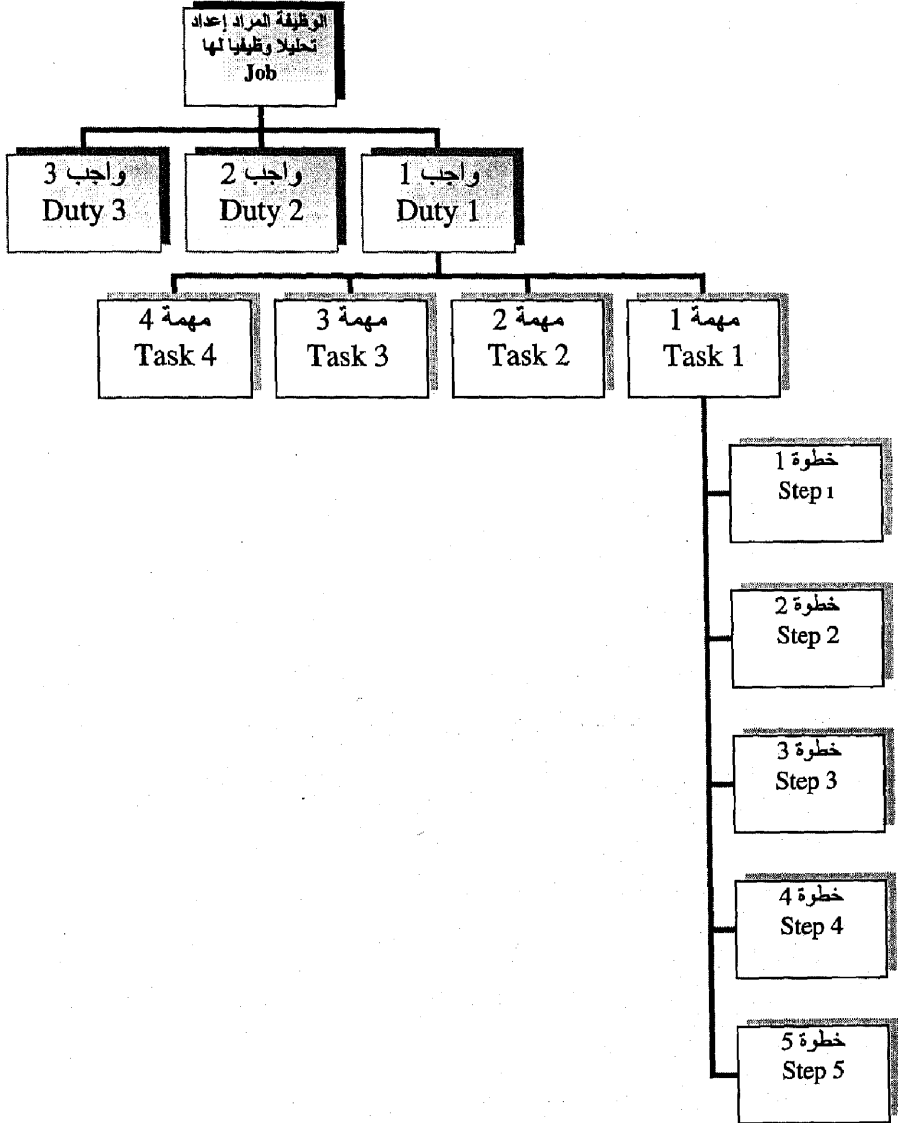 الوظيفة المراد إعداد
تحليلا وظيفيا لها
Job
واجب 1
Duty 1
واجب 2
Duty 2
واجب 3
Duty 3
مهمة 1
Task 1
مهمة 2
Task 2
مهمة 3
Task 3
مهمة 4
Task 4
خطوة 1
Step 1
خطوة 2
Step 2
خطوة 3
Step 3
خطوة 4
Step 4
خطوة 5
Step 5